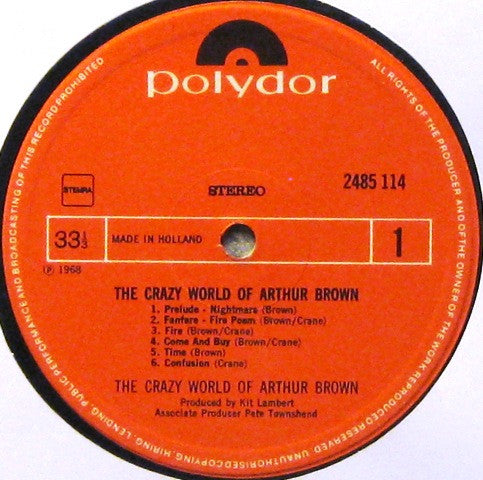 polydor
STEMRA
STEREO
2485 114
33⅓
MADE IN HOLLAND
1
℗ 1968
THE CRAZY WORLD OF ARTHUR BROWN
1. Prelude - Nightmare (Brown)
2. Fanfare - Fire Poem (Brown/Crane)
3. Fire (Brown/Crane)
4. Come And Buy (Brown/Crane)
5. Time (Brown)
6. Confusion (Crane)
THE CRAZY WORLD OF ARTHUR BROWN
Produced by Kit Lambert
Associate Producer Pete Townshend
ALL RIGHTS OF THE PRODUCER AND OF THE OWNER OF THE WORK REPRODUCED RESERVED UNAUTHORISED COPYING, HIRING, LENDING, PUBLIC PERFORMANCE AND BROADCASTING OF THIS RECORD PROHIBITED